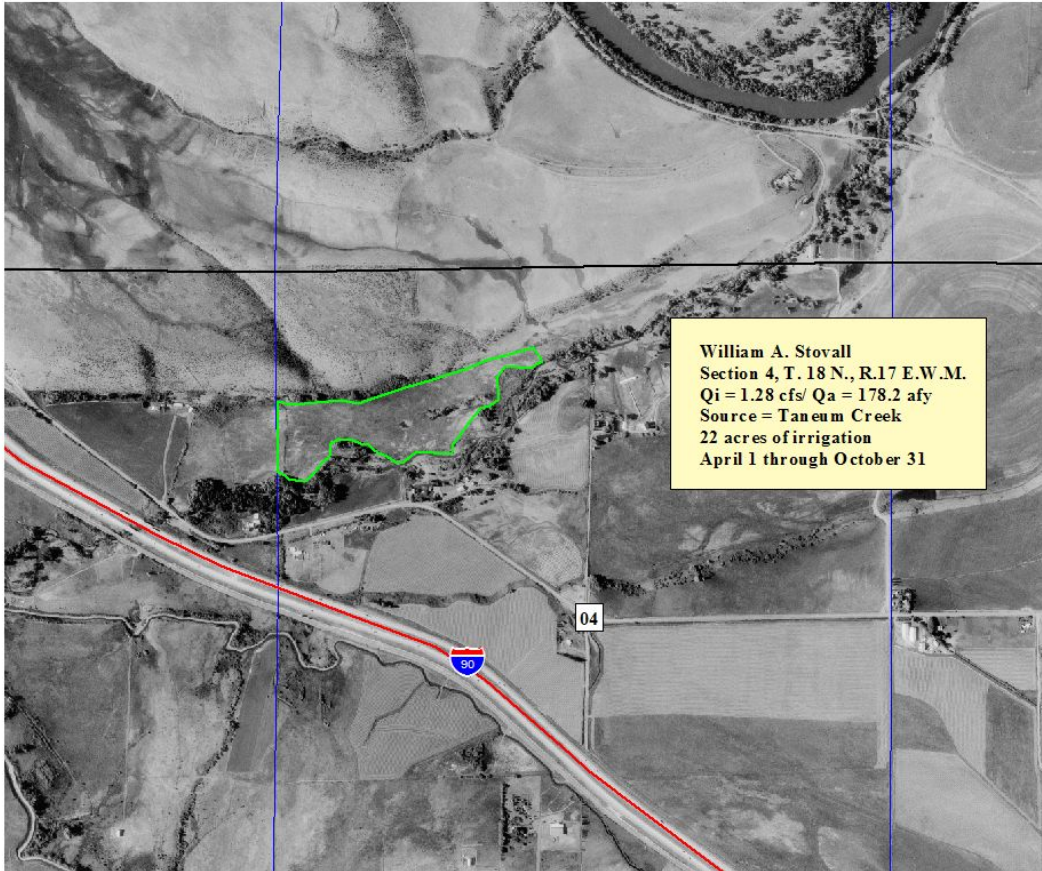 William A. Stovall
Section 4, T. 18 N., R.17 E.W.M.
Qi = 1.28 cfs/ Qa = 178.2 afy
Source = Taneum Creek
22 acres of irrigation
April 1 through October 31
04
90